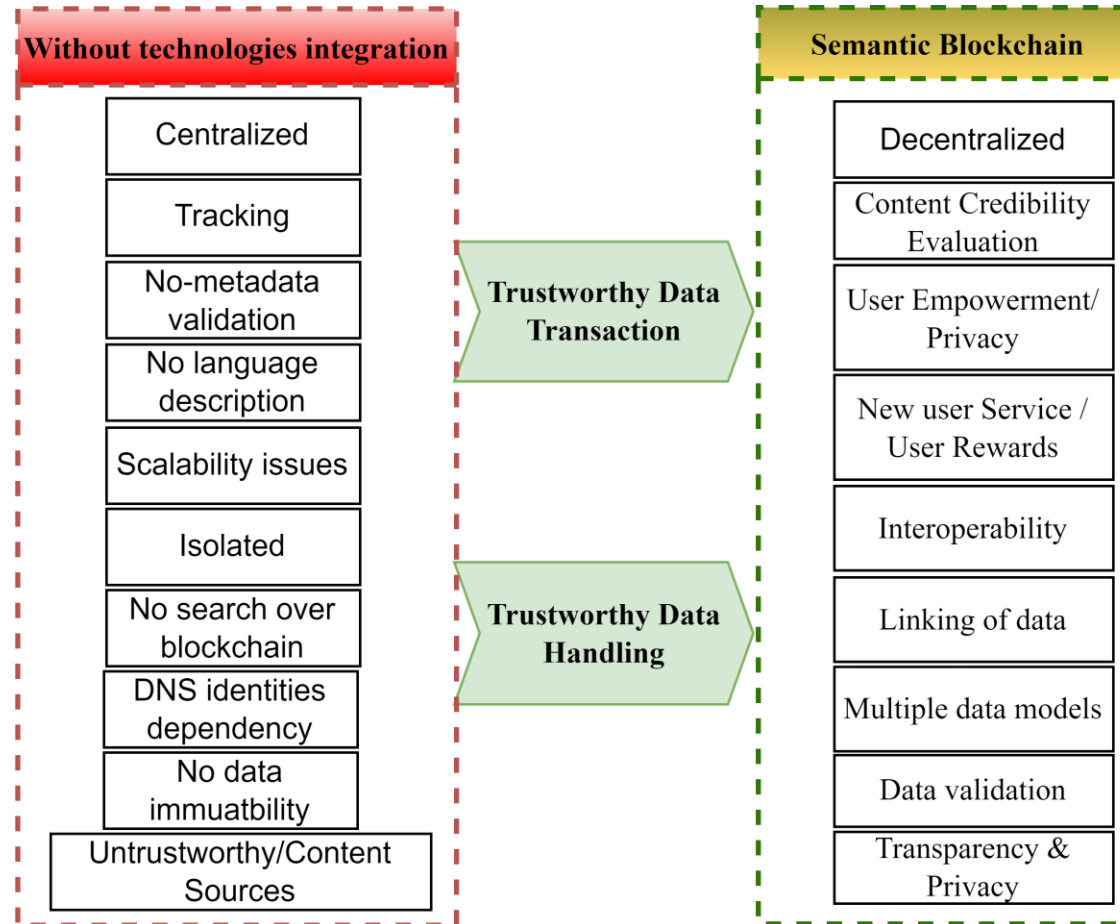 Without technologies integration
Centralized
Tracking
No-metadata
validation
No language
description
Scalability issues
Isolated
No search over
blockchain
DNS identities
dependency
No data
immuatbility
Untrustworthy/Content
Sources
Trustworthy Data
Transaction
Trustworthy Data
Handling
Semantic Blockchain
Decentralized
Content Credibility
Evaluation
User Empowerment/
Privacy
New user Service /
User Rewards
Interoperability
Linking of data
Multiple data models
Data validation
Transparency &
Privacy